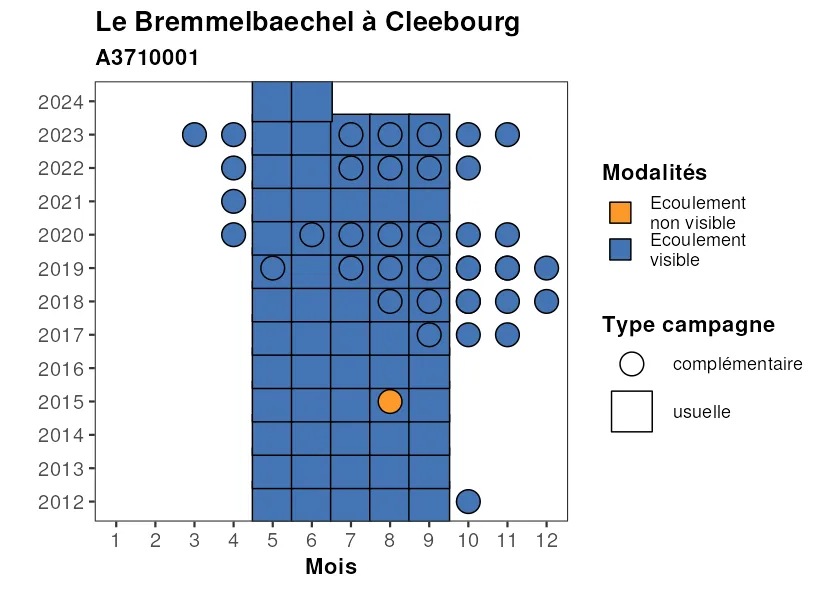 Le Bremmelbaechel à Cleebourg
A3710001
2024
2023
2022
2021
2020
2019
2018
2017
2016
2015
2014
2013
2012
1 2 3 4 5 6 7 8 9 10 11 12
Mois
Modalités
Ecoulement
non visible
Ecoulement
visible
Type campagne
complémentaire
usuelle